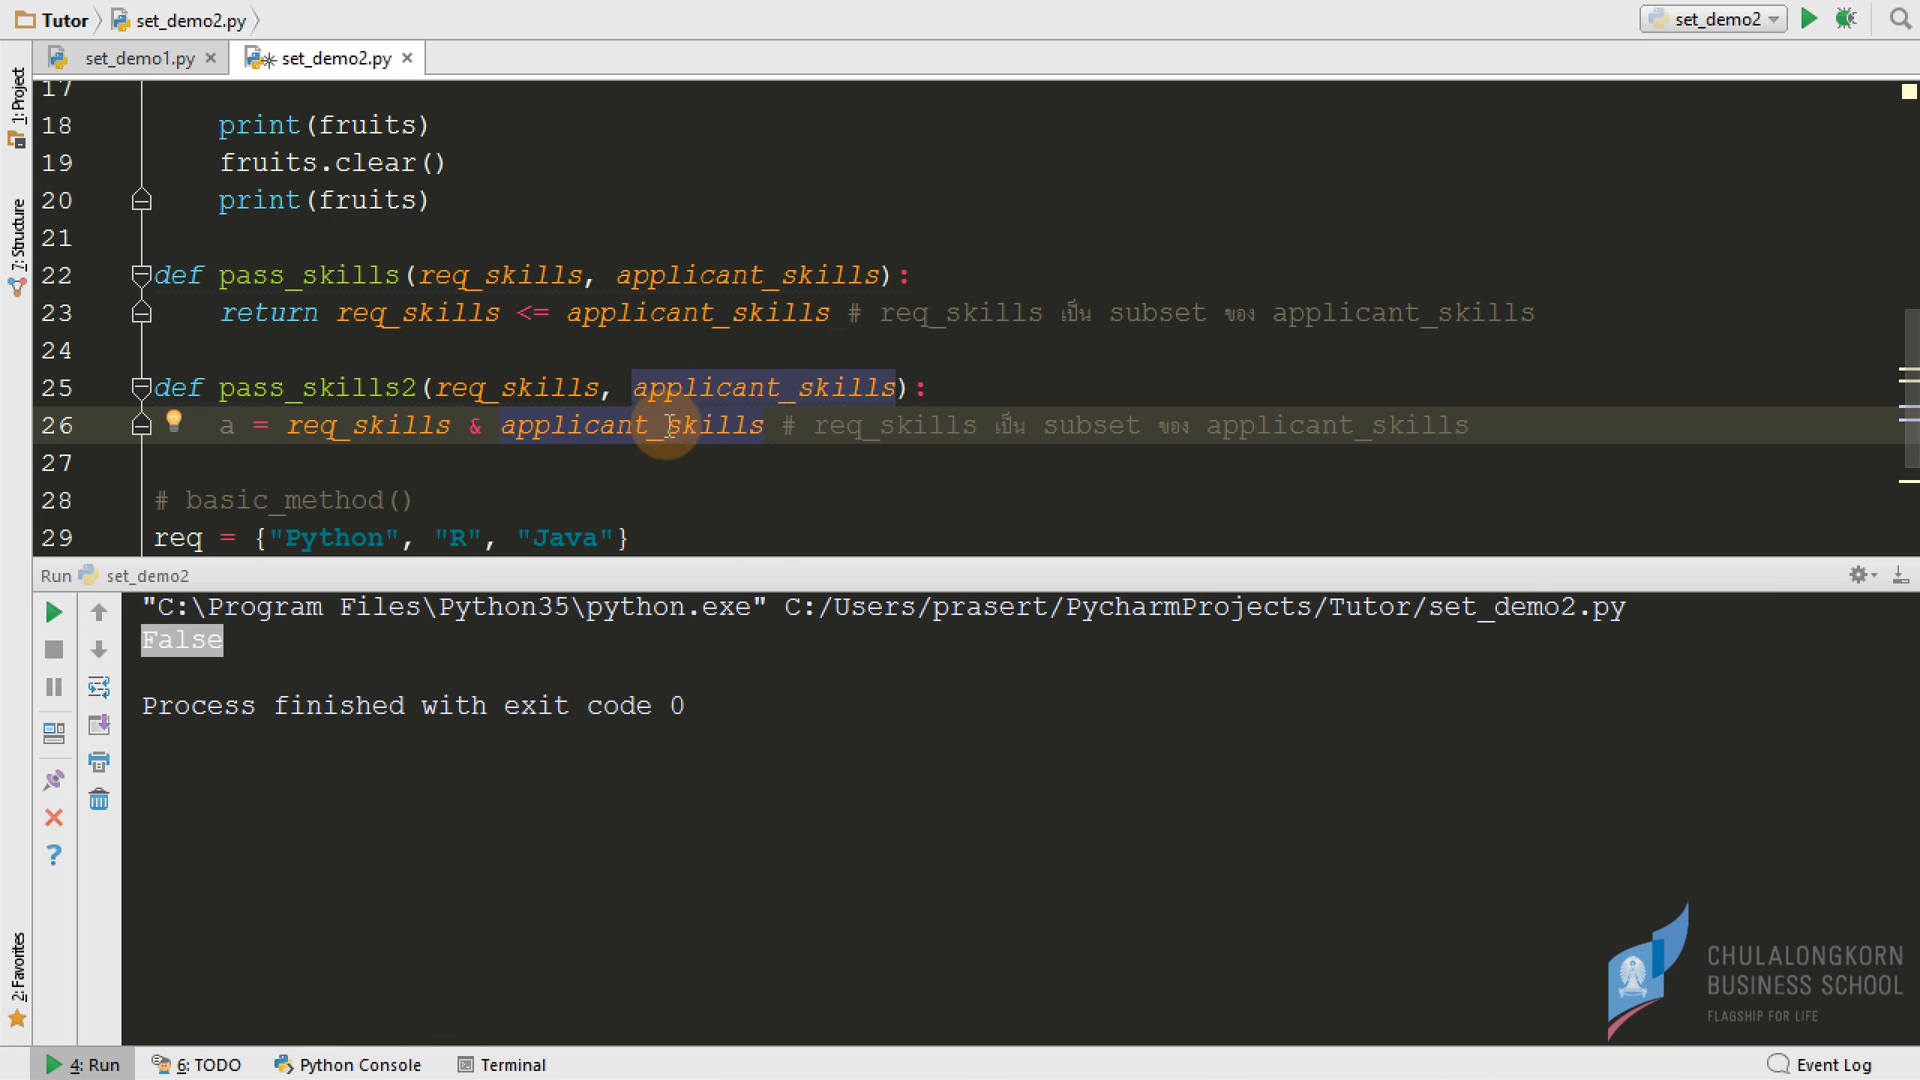 Tutor set_demo2.py set_demo2
set_demo1.py set_demo2.py
1: Project
7: Structure
2: Favorites
17
18 print(fruits)
19 fruits.clear()
20 print(fruits)
21
22 def pass_skills(req_skills, applicant_skills):
23 return req_skills <= applicant_skills # req_skills เป็น subset ของ applicant_skills
24
25 def pass_skills2(req_skills, applicant_skills):
26 a = req_skills & applicant_skills # req_skills เป็น subset ของ applicant_skills
27
28 # basic_method()
29 req = {"Python", "R", "Java"}
Run set_demo2
"C:\Program Files\Python35\python.exe" C:/Users/prasert/PycharmProjects/Tutor/set_demo2.py
False
Process finished with exit code 0
CHULALONGKORN
BUSINESS SCHOOL
FLAGSHIP FOR LIFE
4: Run 6: TODO Python Console Terminal Event Log